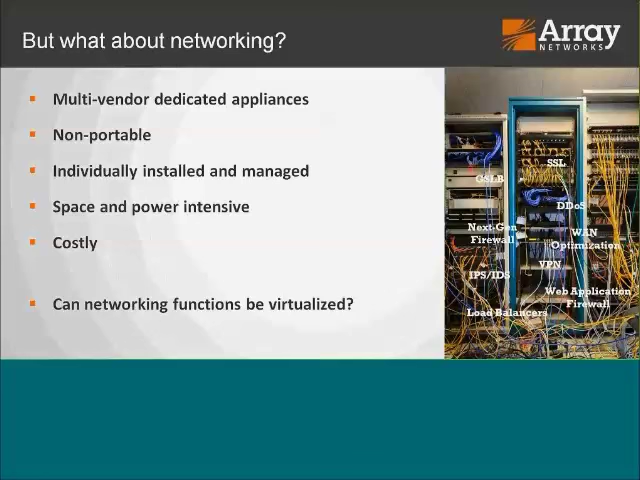 But what about networking?
Array
NETWORKS
Multi-vendor dedicated appliances
Non-portable
Individually installed and managed
Space and power intensive
Costly
Can networking functions be virtualized?
SSL
GSLB
DDoS
Next-Gen
Firewall
WAN
Optimization
VPN
IPS/IDS
Web Application
Firewall
Load Balancers